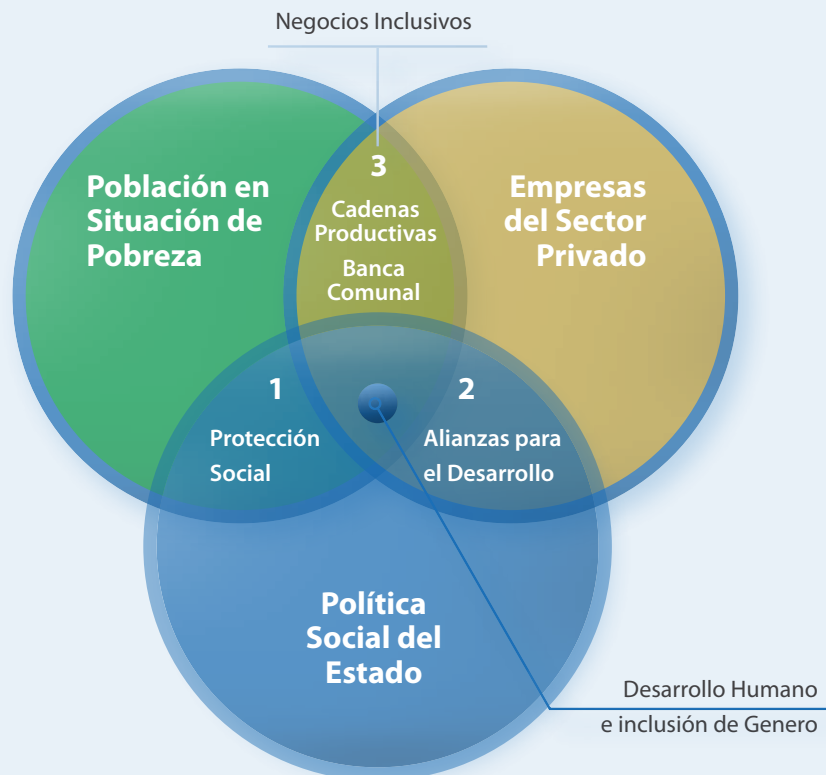 Negocios Inclusivos
Población en
Situación de
Pobreza
3
Cadenas
Productivas
Banca
Comunal
Empresas
del Sector
Privado
1
Protección
Social
2
Alianzas para
el Desarrollo
Política
Social del
Estado
Desarrollo Humano
e inclusión de Genero